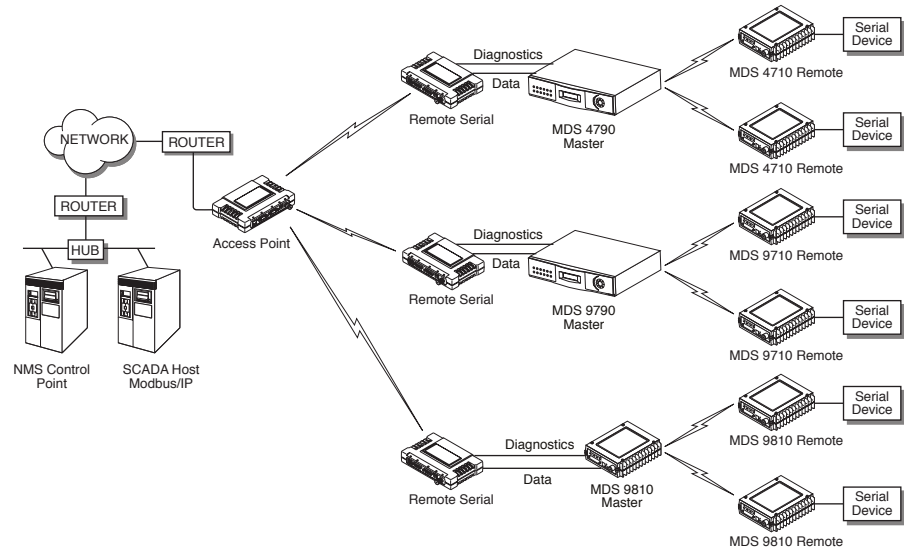 Diagnostics
Data
Remote Serial
MDS 4790
Master
MDS 4710 Remote
Serial
Device
MDS 4710 Remote
Serial
Device
NETWORK
ROUTER
ROUTER
HUB
NMS Control
Point
SCADA Host
Modbus/IP
Access Point
Diagnostics
Data
Remote Serial
MDS 9790
Master
MDS 9710 Remote
Serial
Device
MDS 9710 Remote
Serial
Device
Diagnostics
Data
Remote Serial
MDS 9810
Master
MDS 9810 Remote
Serial
Device
MDS 9810 Remote
Serial
Device